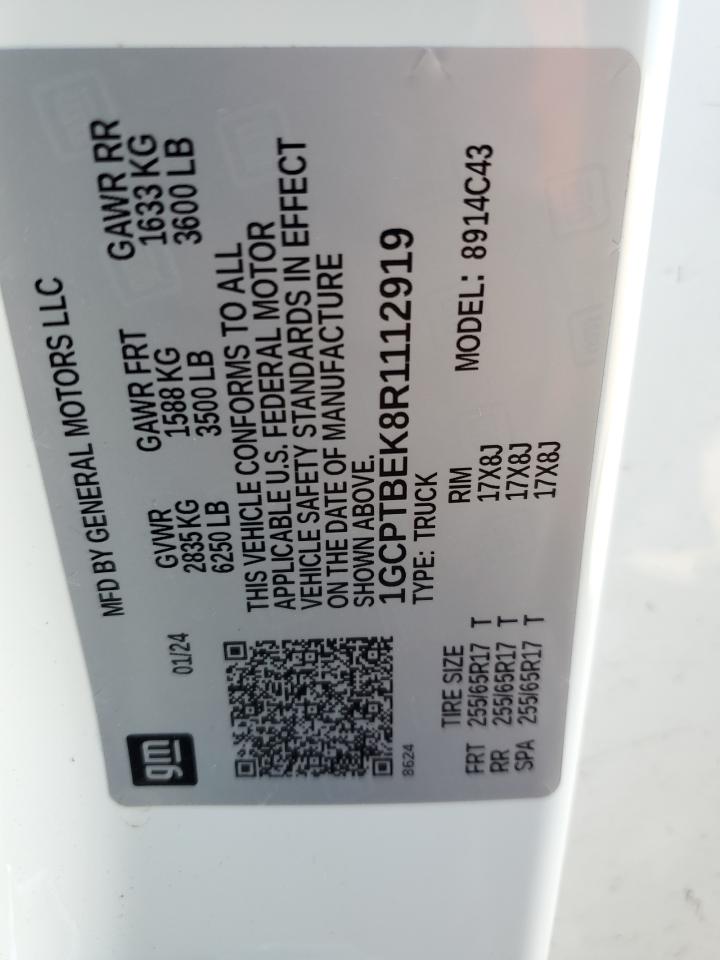 gm
MFD BY GENERAL MOTORS LLC
01/24
GVWR GAWR FRT GAWR RR
2835 KG 1588 KG 1633 KG
6250 LB 3500 LB 3600 LB
THIS VEHICLE CONFORMS TO ALL
APPLICABLE U.S. FEDERAL MOTOR
VEHICLE SAFETY STANDARDS IN EFFECT
ON THE DATE OF MANUFACTURE
SHOWN ABOVE.
1GCPTBEK8R1112919
TYPE: TRUCK
8624
MODEL: 8914C43
TIRE SIZE RIM
FRT 255/65R17 T 17X8J
RR 255/65R17 T 17X8J
SPA 255/65R17 T 17X8J